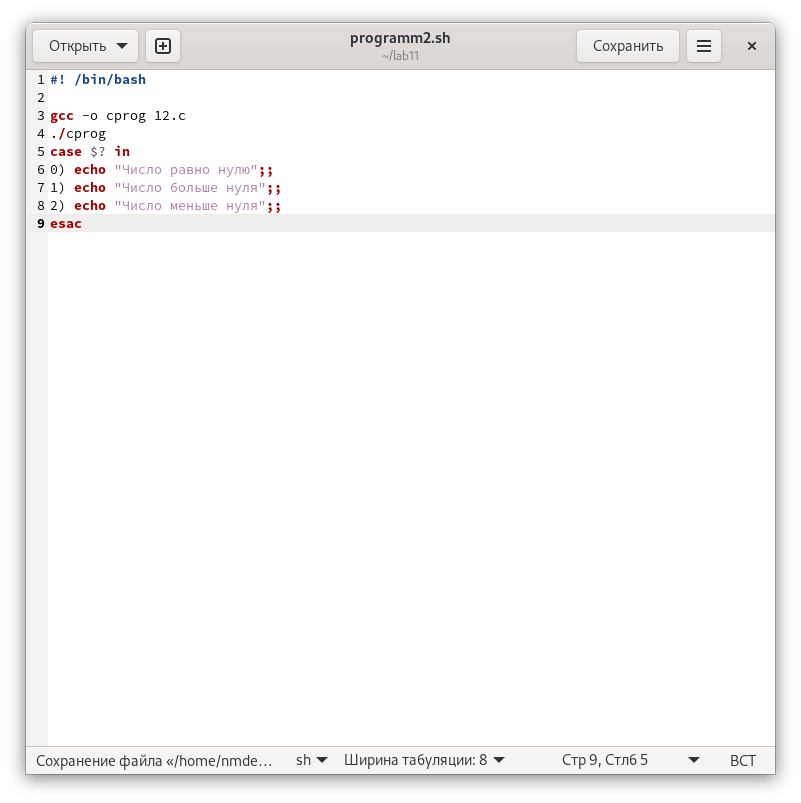 Открыть
programm2.sh
~/lab11
Сохранить
1 #! /bin/bash
2
3 gcc -o cprog 12.c
4 ./cprog
5 case $? in
6 0) echo "Число равно нулю";;
7 1) echo "Число больше нуля";;
8 2) echo "Число меньше нуля";;
9 esac
Сохранение файла «/home/nmde… sh Ширина табуляции: 8 Стр 9, Стлб 5 ВСТ